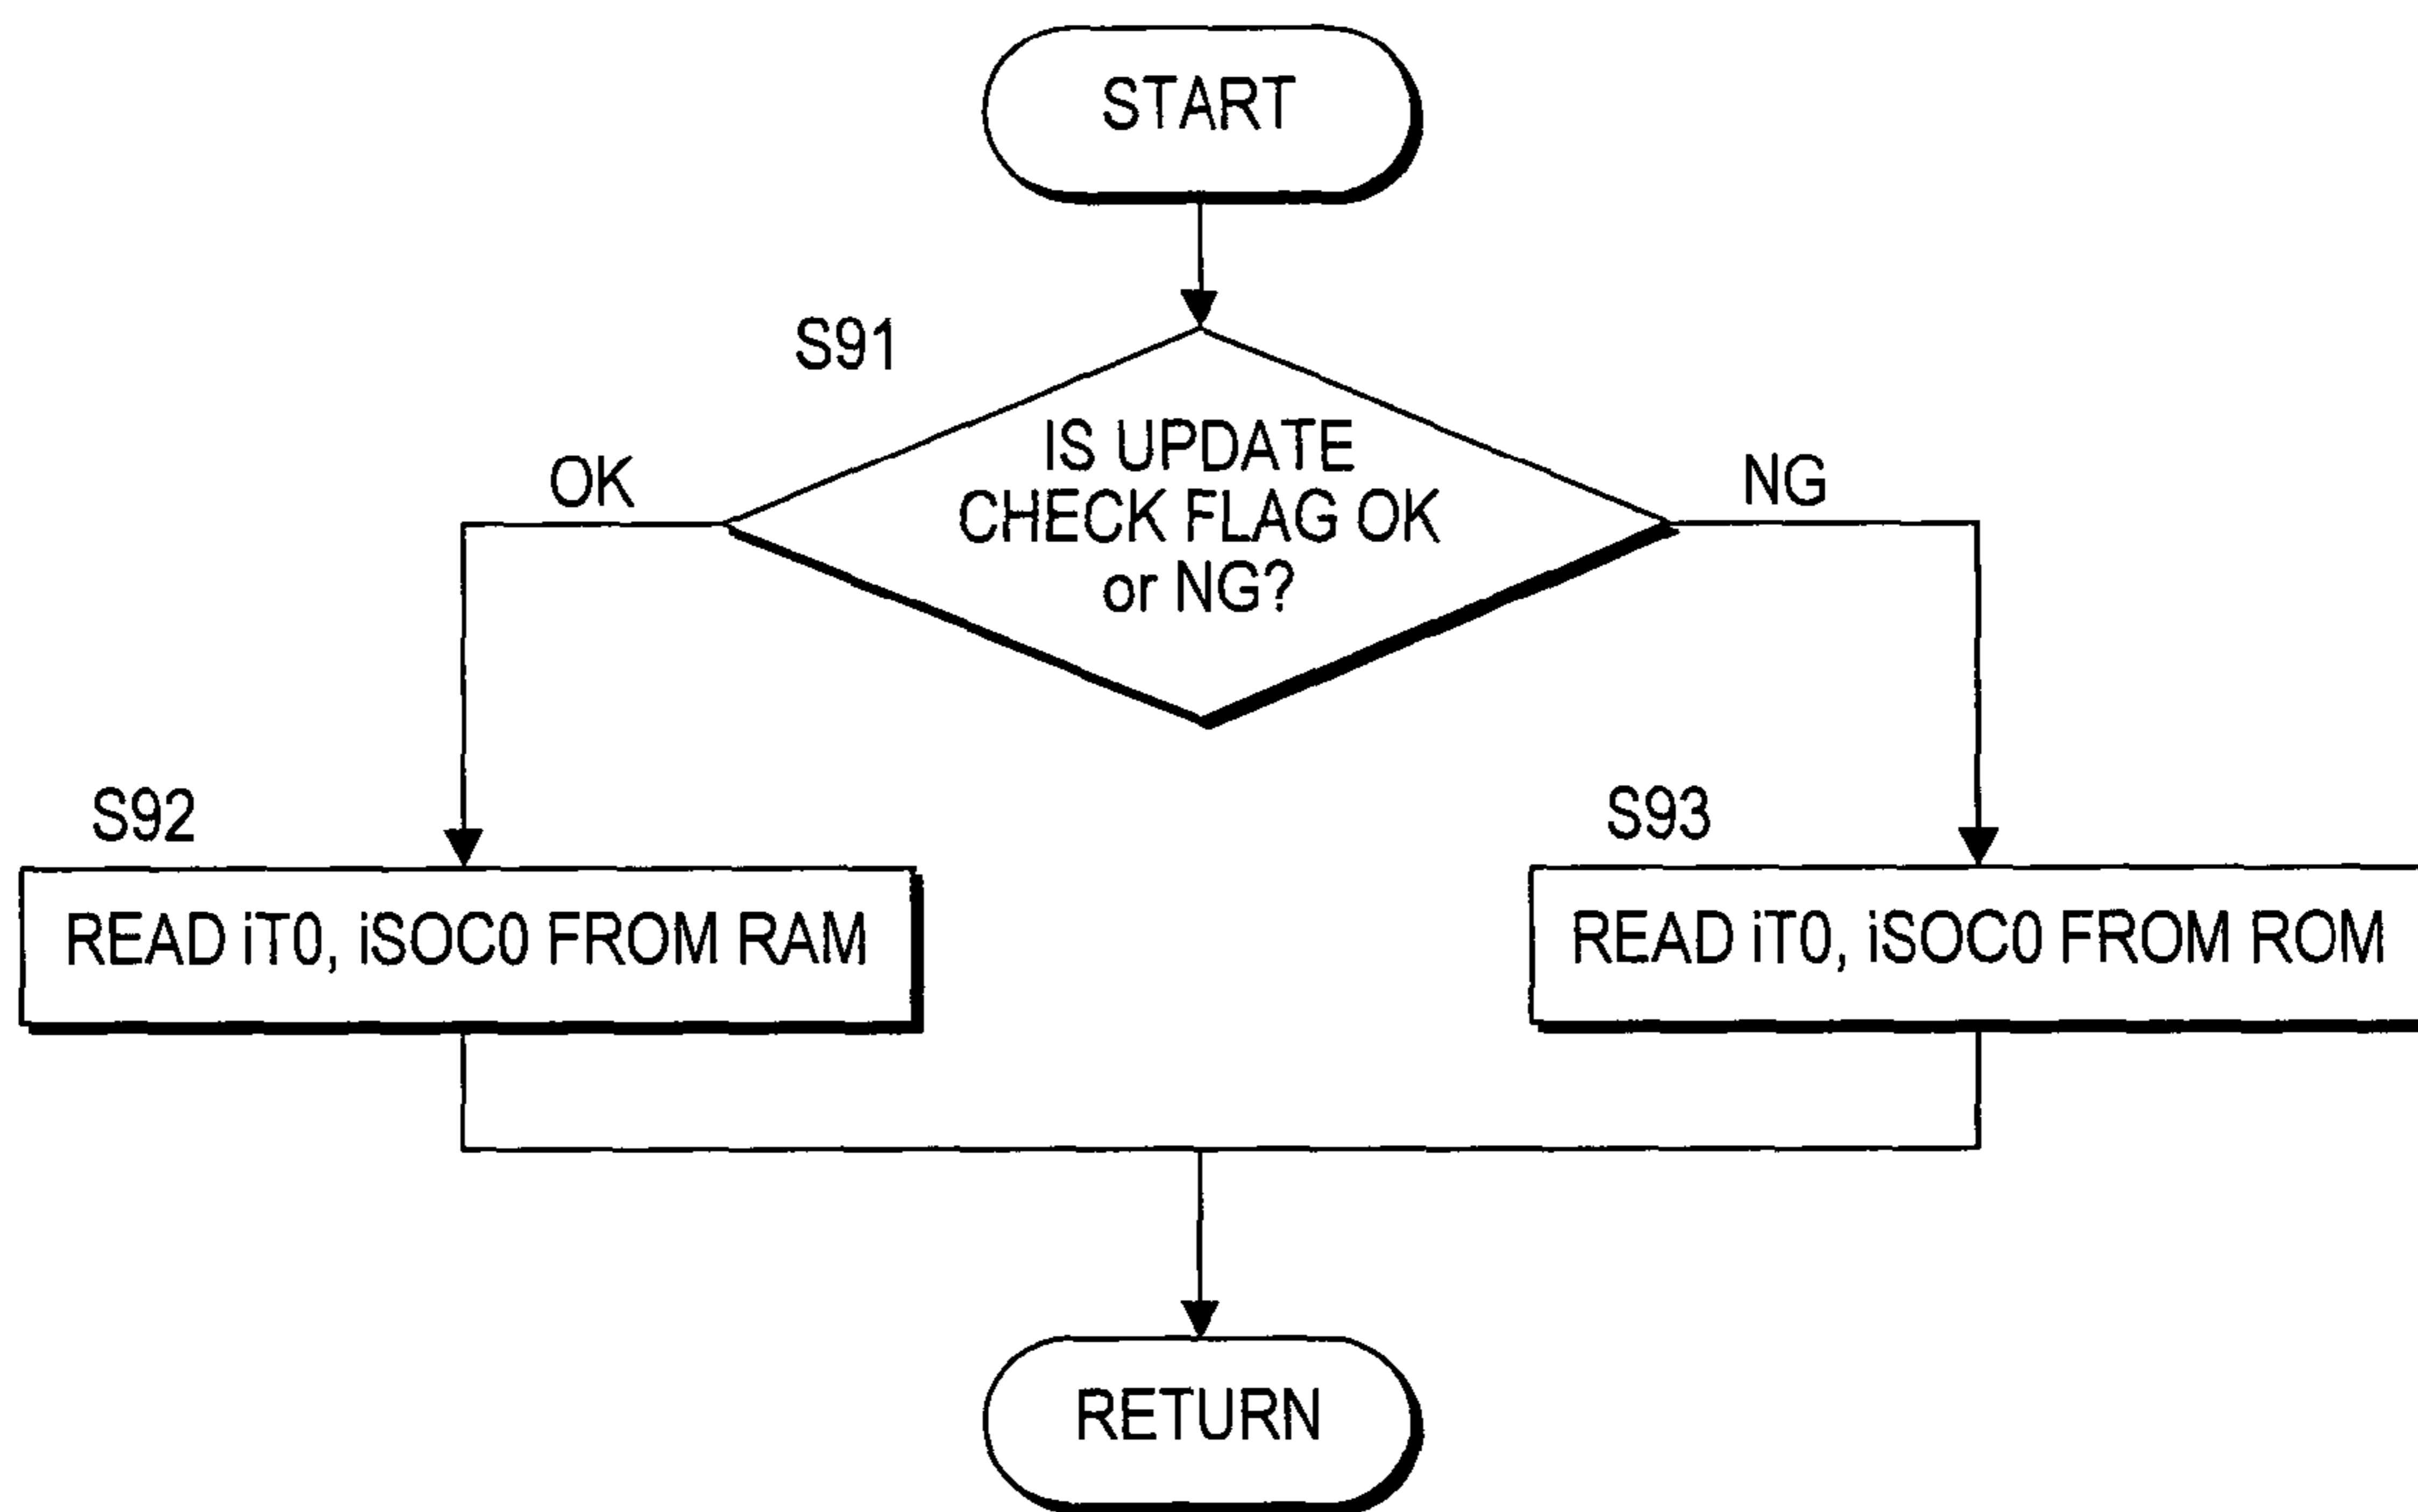 START
S91
IS UPDATE
CHECK FLAG OK
or NG?
OK
NG
S92
READ iT0, iSOC0 FROM RAM
S93
READ iT0, iSOC0 FROM ROM
RETURN